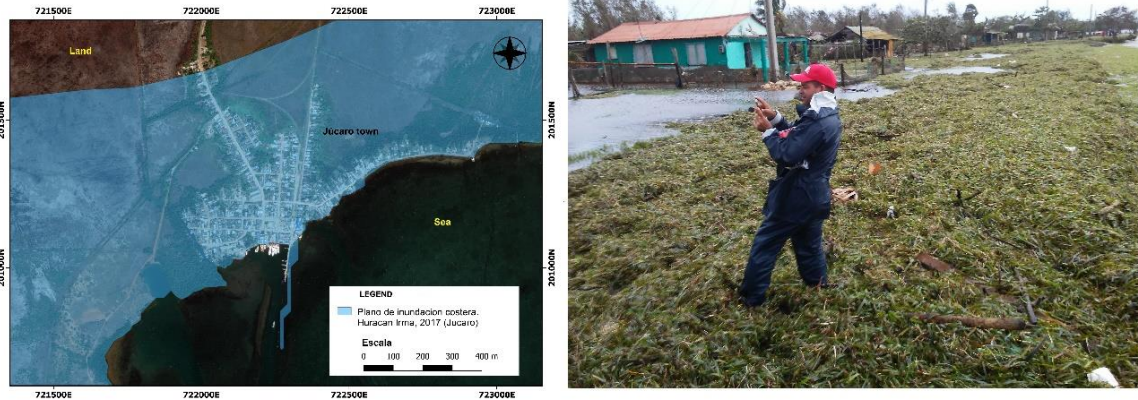 721500E 722000E 722500E 723000E
Land
201500N
201500N
Júcaro town
Sea
201000N
201000N
LEGEND
Plano de inundacion costera.
Huracan Irma, 2017 (Jucaro)
Escala
0 100 200 300 400 m
721500E 722000E 722500E 723000E